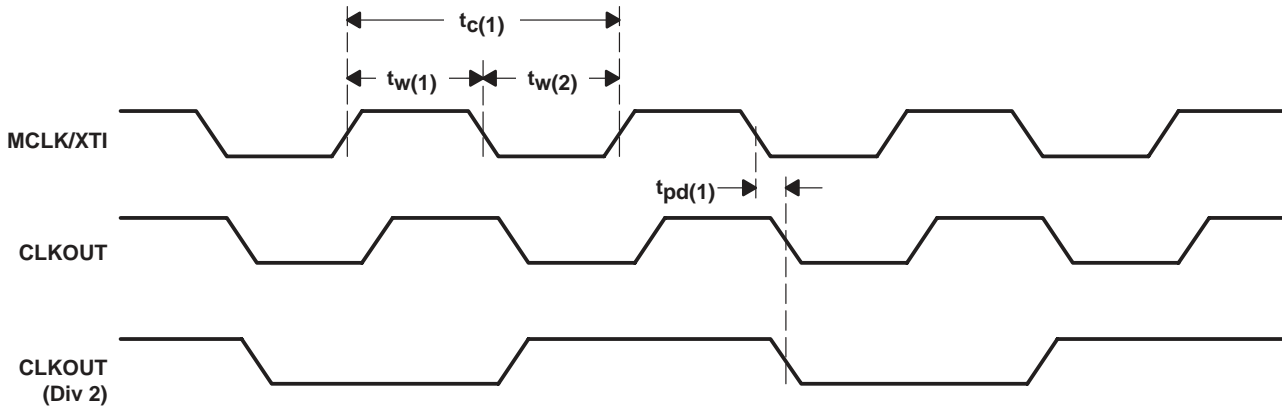 tc(1)
tw(1)
tw(2)
MCLK/XTI
tpd(1)
CLKOUT
CLKOUT
(Div 2)